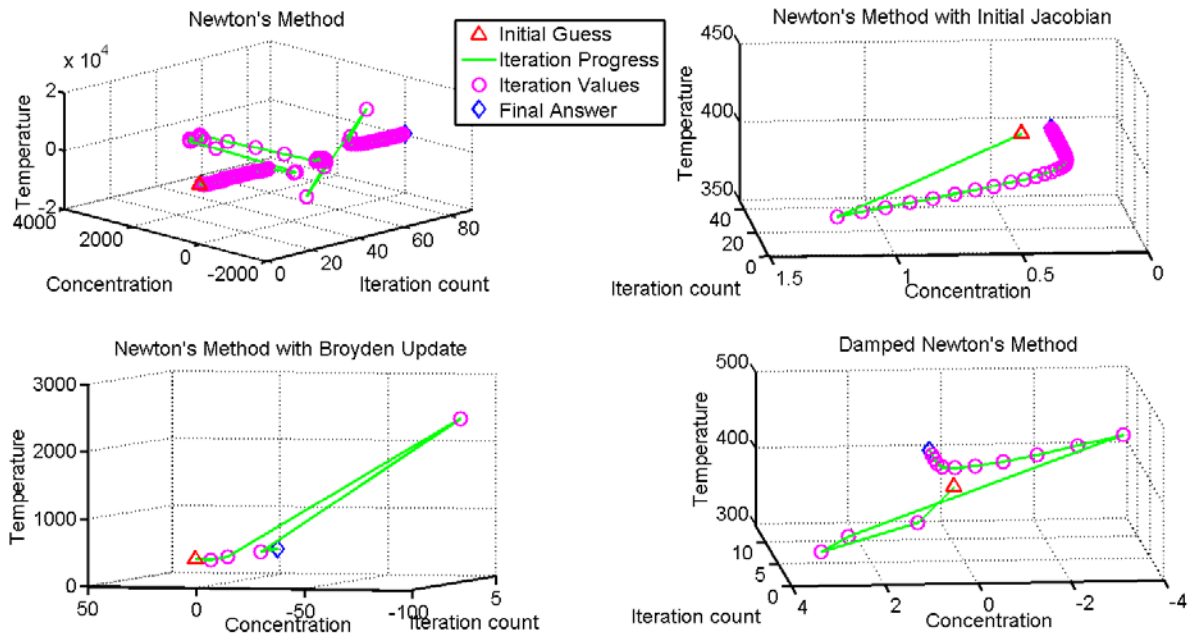 Newton's Method
x 10^4
Temperature
2
0
-2
4000
2000
0
-2000
Concentration
0
20
40
60
80
Iteration count
Initial Guess
Iteration Progress
Iteration Values
Final Answer
Newton's Method with Initial Jacobian
Temperature
450
400
350
40
20
0
Iteration count
1.5
1
0.5
0
Concentration
Newton's Method with Broyden Update
Temperature
3000
2000
1000
0
50
0
-50
-100
Concentration
5
Iteration count
Damped Newton's Method
Temperature
500
400
300
10
5
0
Iteration count
4
2
0
-2
-4
Concentration